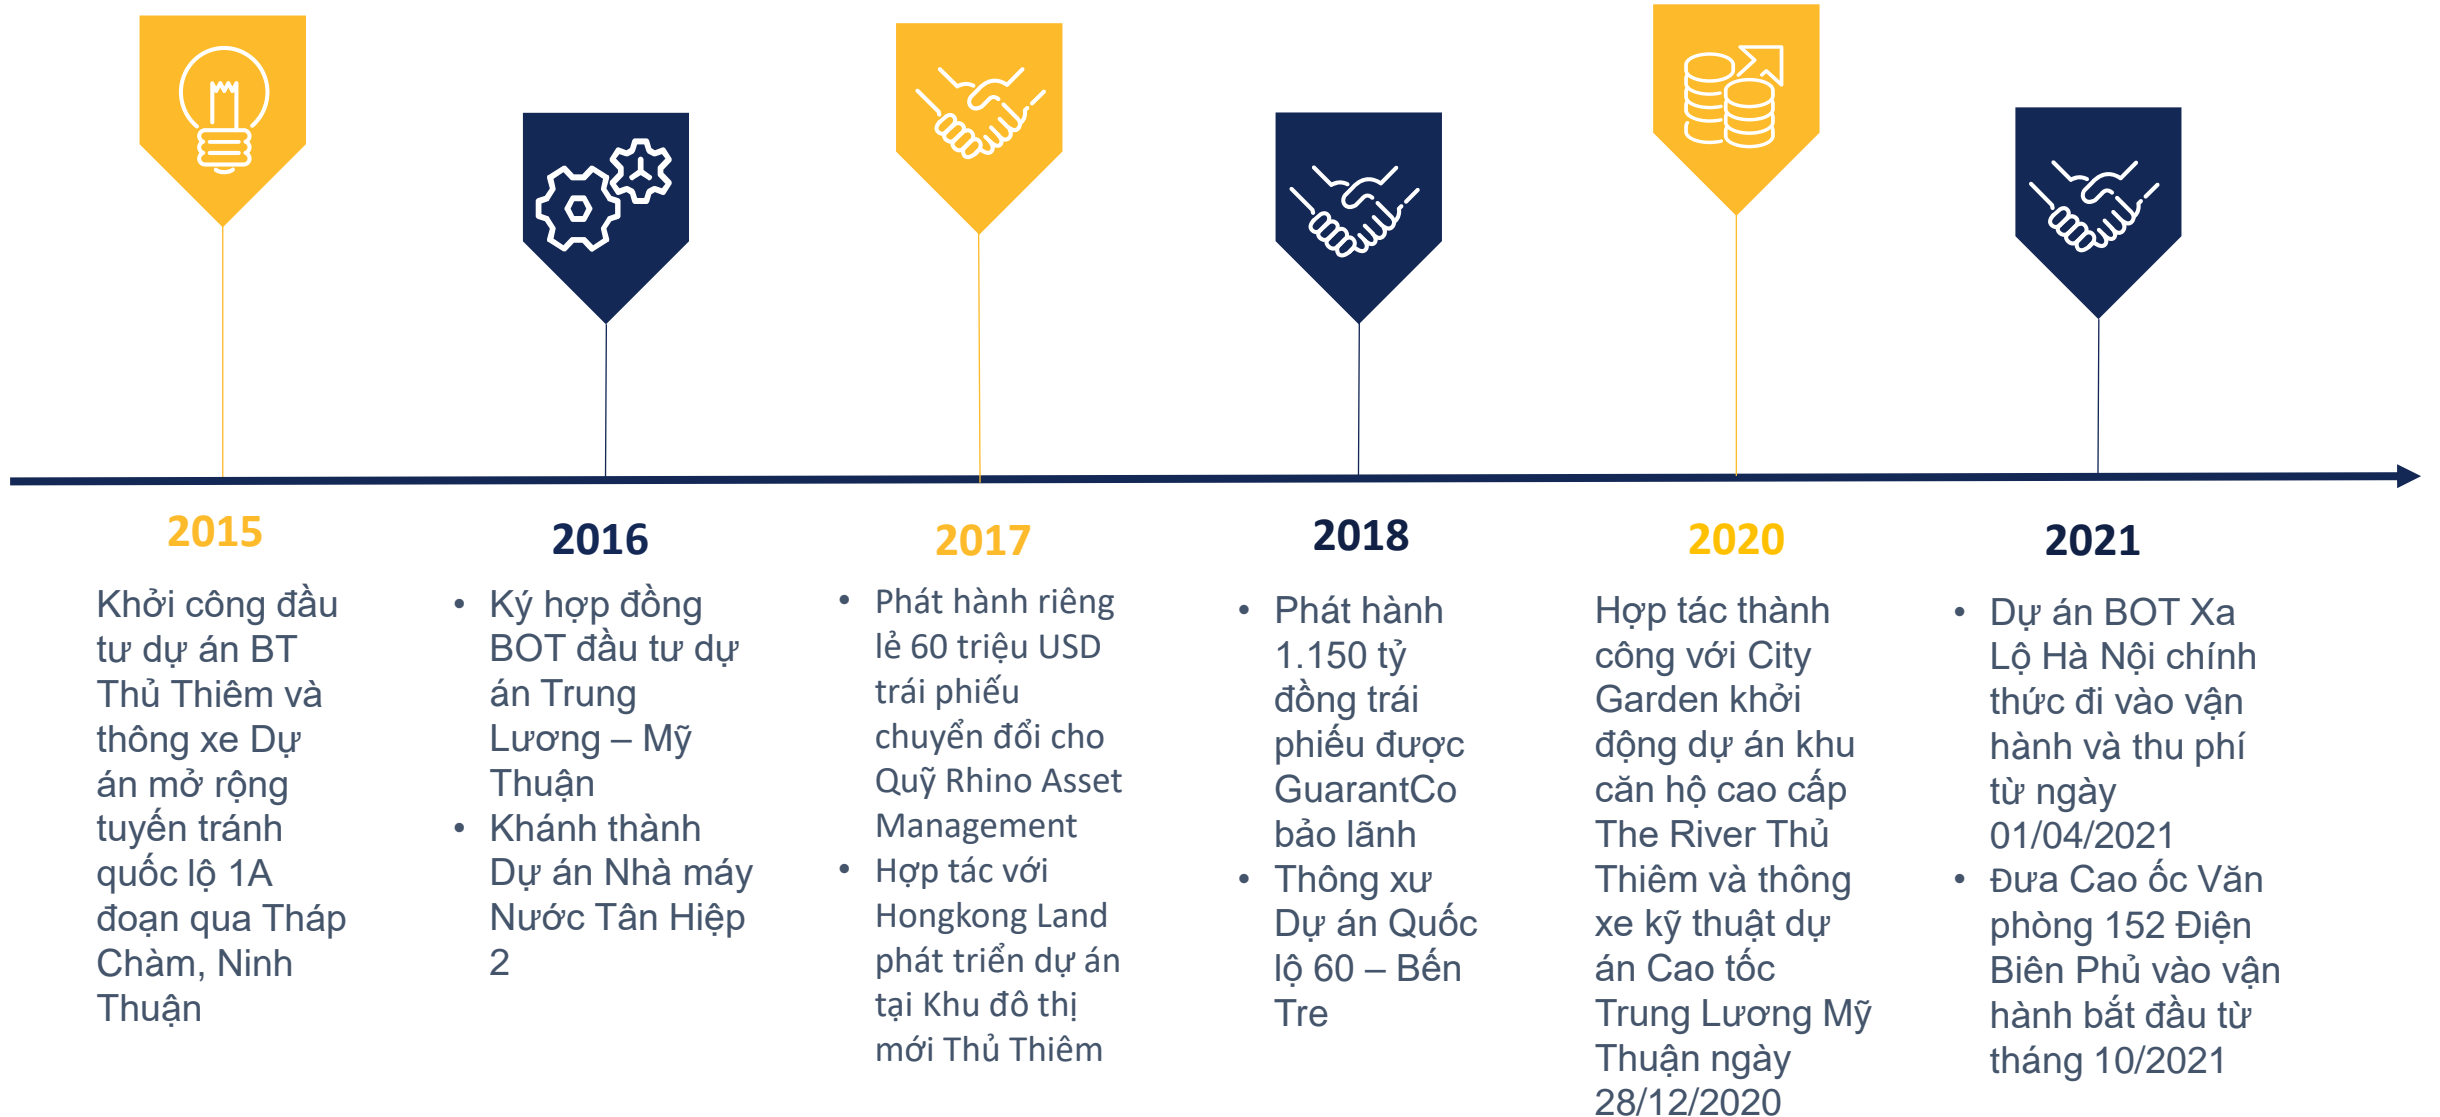 2015
Khởi công đầu
tư dự án BT
Thủ Thiêm và
thông xe Dự
án mở rộng
tuyến tránh
quốc lộ 1A
đoạn qua Tháp
Chàm, Ninh
Thuận
2016
• Ký hợp đồng
BOT đầu tư dự
án Trung
Lương – Mỹ
Thuận
• Khánh thành
Dự án Nhà máy
Nước Tân Hiệp
2
2017
• Phát hành riêng
lẻ 60 triệu USD
trái phiếu
chuyển đổi cho
Quỹ Rhino Asset
Management
• Hợp tác với
Hongkong Land
phát triển dự án
tại Khu đô thị
mới Thủ Thiêm
2018
• Phát hành
1.150 tỷ
đồng trái
phiếu được
GuarantCo
bảo lãnh
• Thông xư
Dự án Quốc
lộ 60 – Bến
Tre
2020
Hợp tác thành
công với City
Garden khởi
động dự án khu
căn hộ cao cấp
The River Thủ
Thiêm và thông
xe kỹ thuật dự
án Cao tốc
Trung Lương Mỹ
Thuận ngày
28/12/2020
2021
• Dự án BOT Xa
Lộ Hà Nội chính
thức đi vào vận
hành và thu phí
từ ngày
01/04/2021
• Đưa Cao ốc Văn
phòng 152 Điện
Biên Phủ vào vận
hành bắt đầu từ
tháng 10/2021